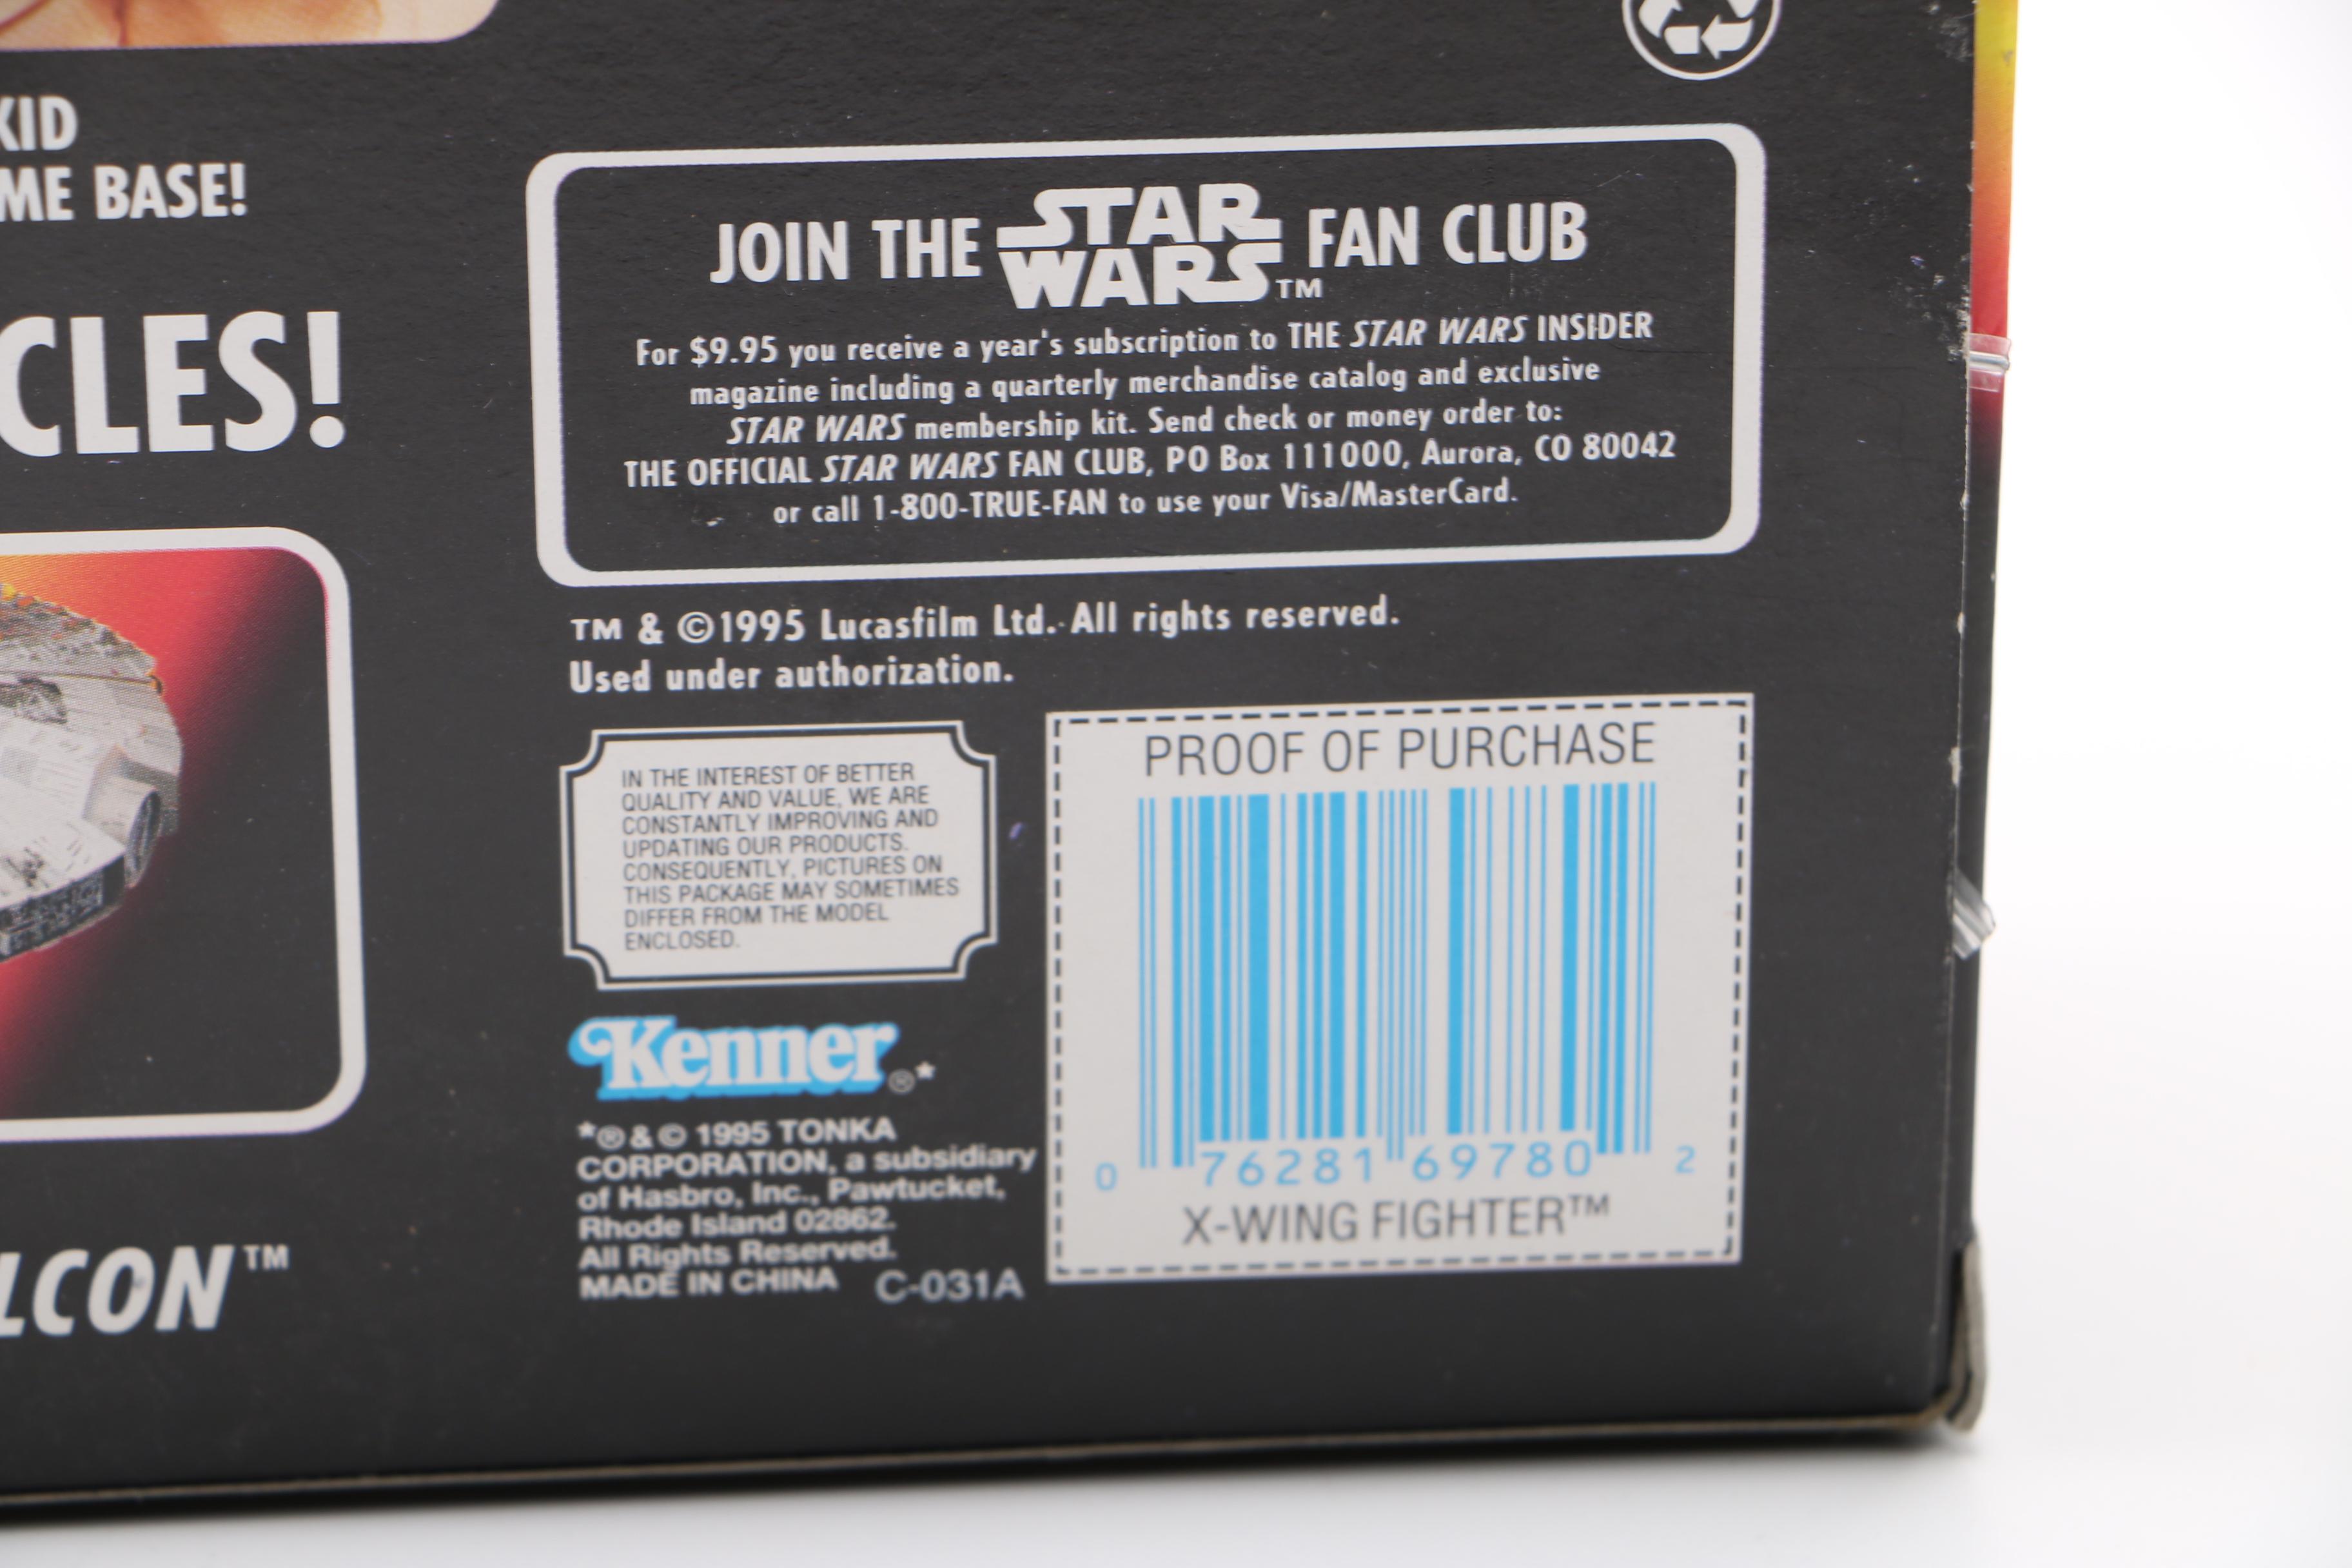 KID
ME BASE!
CLES!
LCON™
JOIN THE STAR WARS™ FAN CLUB
For $9.95 you receive a year's subscription to THE STAR WARS INSIDER
magazine including a quarterly merchandise catalog and exclusive
STAR WARS membership kit. Send check or money order to:
THE OFFICIAL STAR WARS FAN CLUB, PO Box 111000, Aurora, CO 80042
or call 1-800-TRUE-FAN to use your Visa/MasterCard.
TM & ©1995 Lucasfilm Ltd. All rights reserved.
Used under authorization.
IN THE INTEREST OF BETTER
QUALITY AND VALUE, WE ARE
CONSTANTLY IMPROVING AND
UPDATING OUR PRODUCTS.
CONSEQUENTLY, PICTURES ON
THIS PACKAGE MAY SOMETIMES
DIFFER FROM THE MODEL
ENCLOSED.
Kenner®*
*® & © 1995 TONKA
CORPORATION, a subsidiary
of Hasbro, Inc., Pawtucket,
Rhode Island 02862.
All Rights Reserved.
MADE IN CHINA C-031A
PROOF OF PURCHASE
0 76281 69780 2
X-WING FIGHTER™